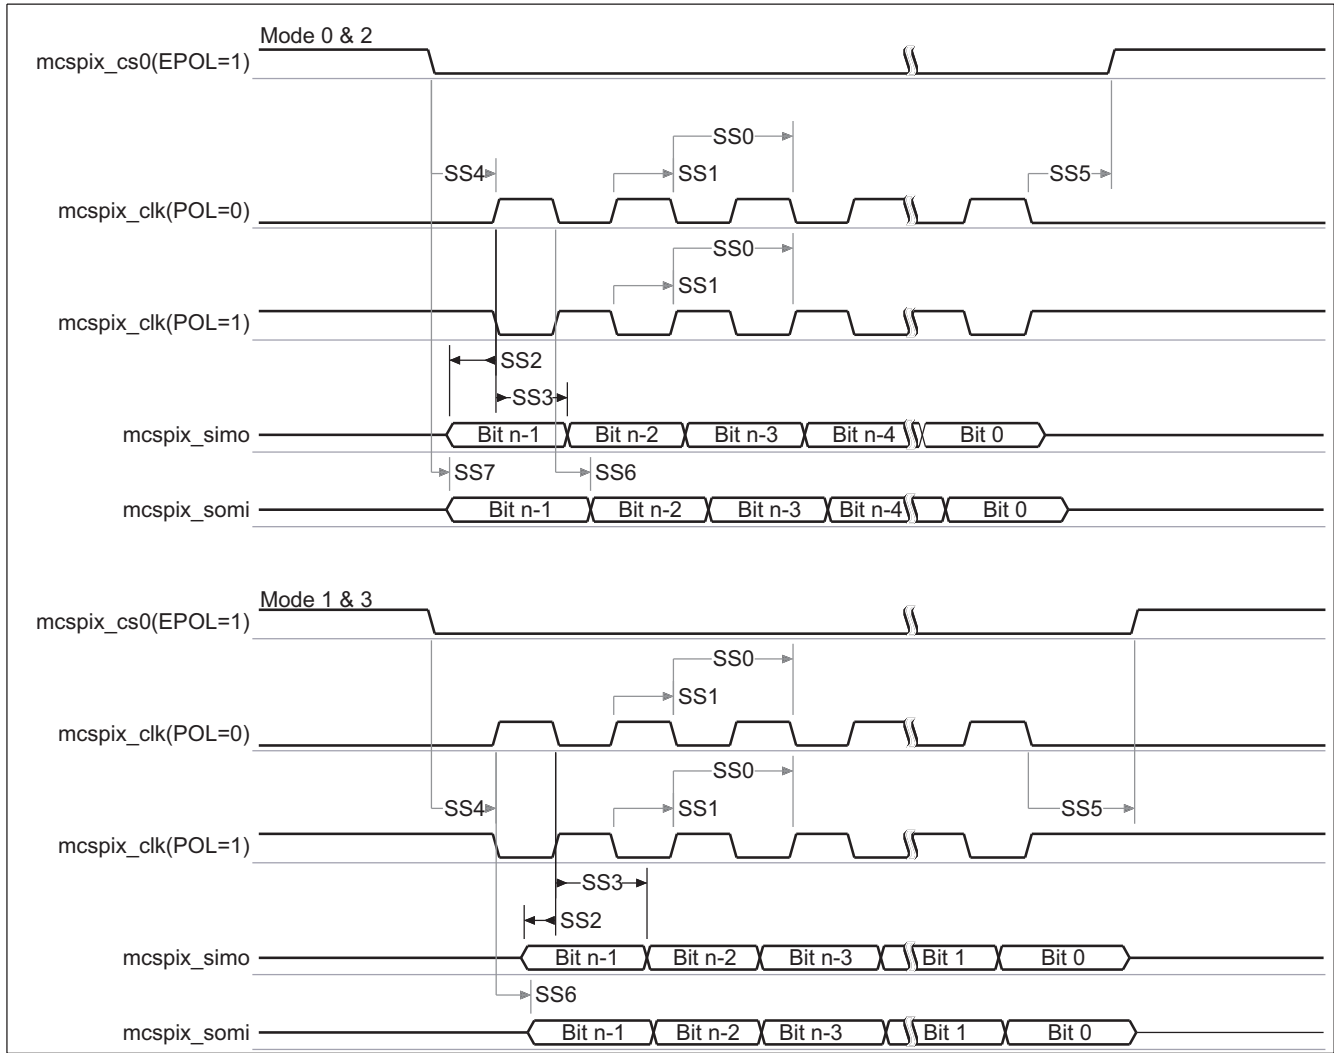 Mode 0 & 2
mcspix_cs0(EPOL=1)
SS0
SS4
SS1
SS5
mcspix_clk(POL=0)
SS0
SS1
mcspix_clk(POL=1)
SS2
SS3
mcspix_simo
Bit n-1 Bit n-2 Bit n-3 Bit n-4 Bit 0
SS7 SS6
mcspix_somi
Bit n-1 Bit n-2 Bit n-3 Bit n-4 Bit 0
Mode 1 & 3
mcspix_cs0(EPOL=1)
SS0
SS1
mcspix_clk(POL=0)
SS0
SS4 SS1 SS5
mcspix_clk(POL=1)
SS3
SS2
mcspix_simo
Bit n-1 Bit n-2 Bit n-3 Bit 1 Bit 0
SS6
mcspix_somi
Bit n-1 Bit n-2 Bit n-3 Bit 1 Bit 0